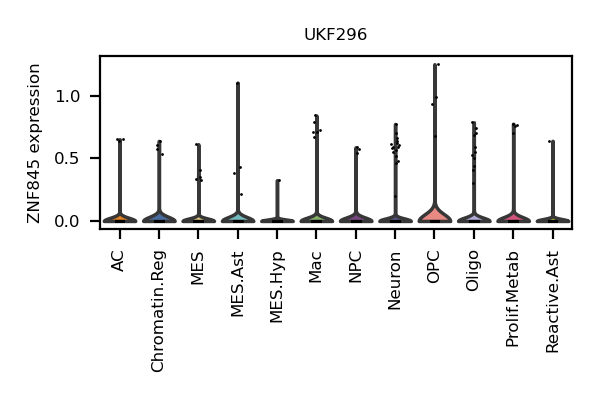 UKF296
ZNF845 expression
1.0
0.5
0.0
AC
Chromatin.Reg
MES
MES.Ast
MES.Hyp
Mac
NPC
Neuron
OPC
Oligo
Prolif.Metab
Reactive.Ast